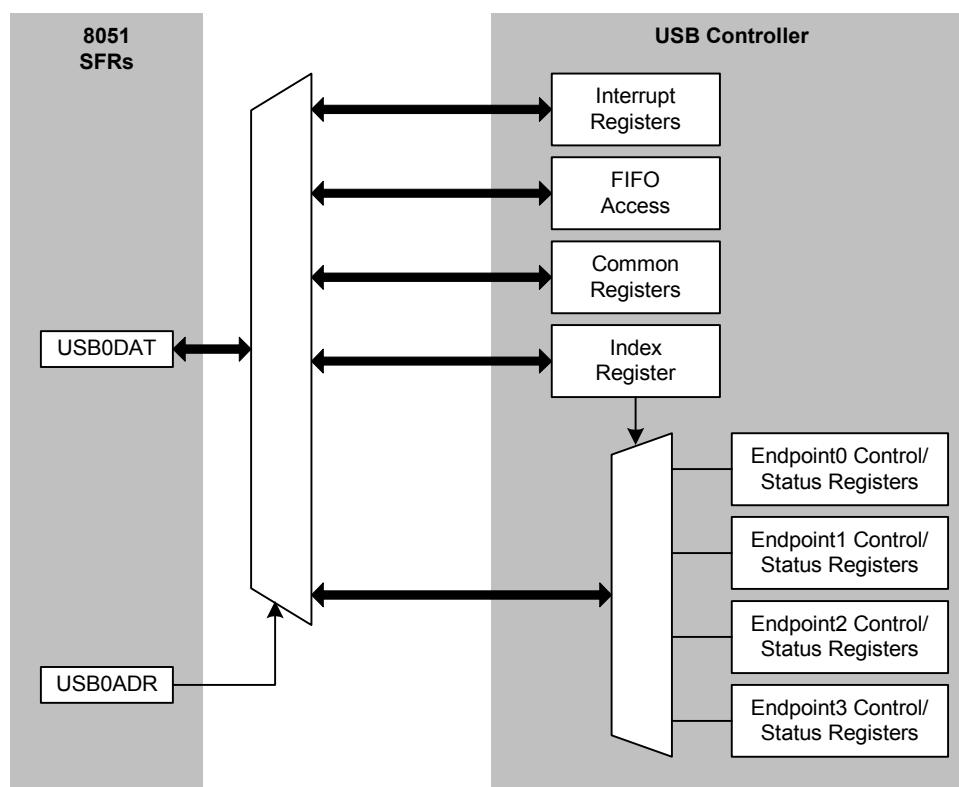 8051
SFRs
USB Controller
Interrupt
Registers
FIFO
Access
Common
Registers
USB0DAT
Index
Register
Endpoint0 Control/
Status Registers
Endpoint1 Control/
Status Registers
Endpoint2 Control/
Status Registers
USB0ADR
Endpoint3 Control/
Status Registers